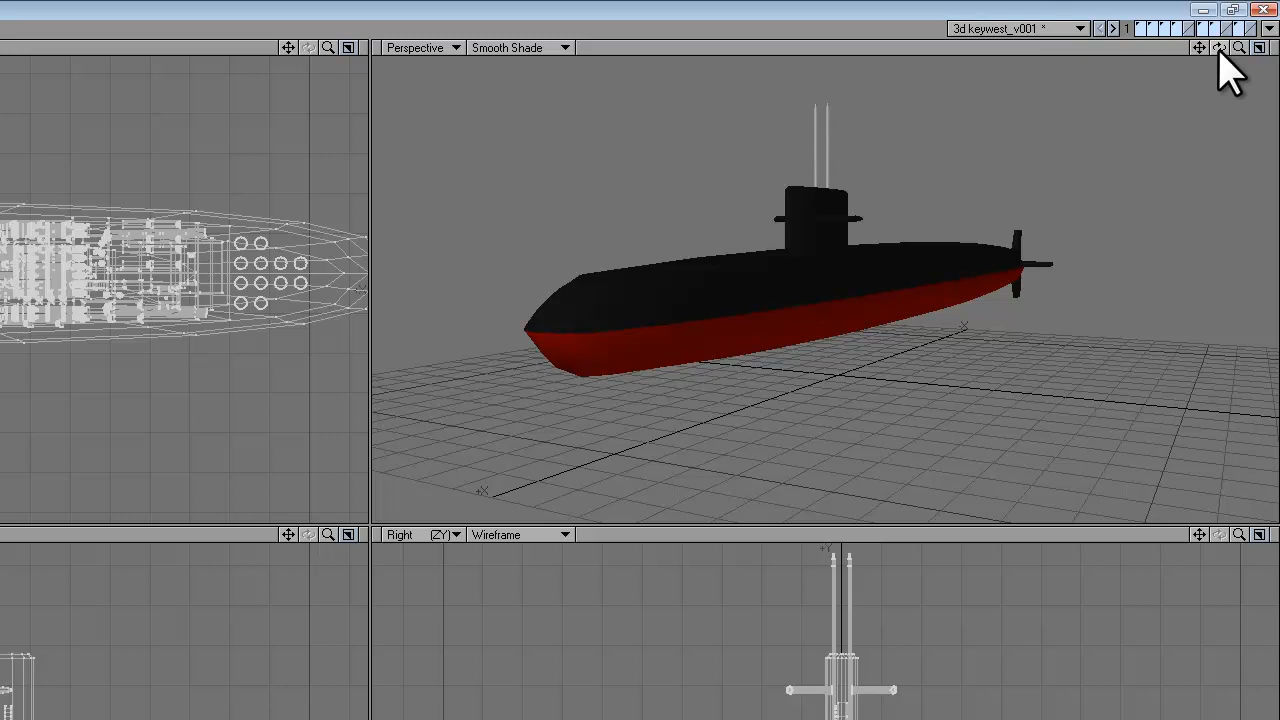 3d keywest_v001 *
1
Perspective
Smooth Shade
X
+X
Right (ZY)
Wireframe
+Y